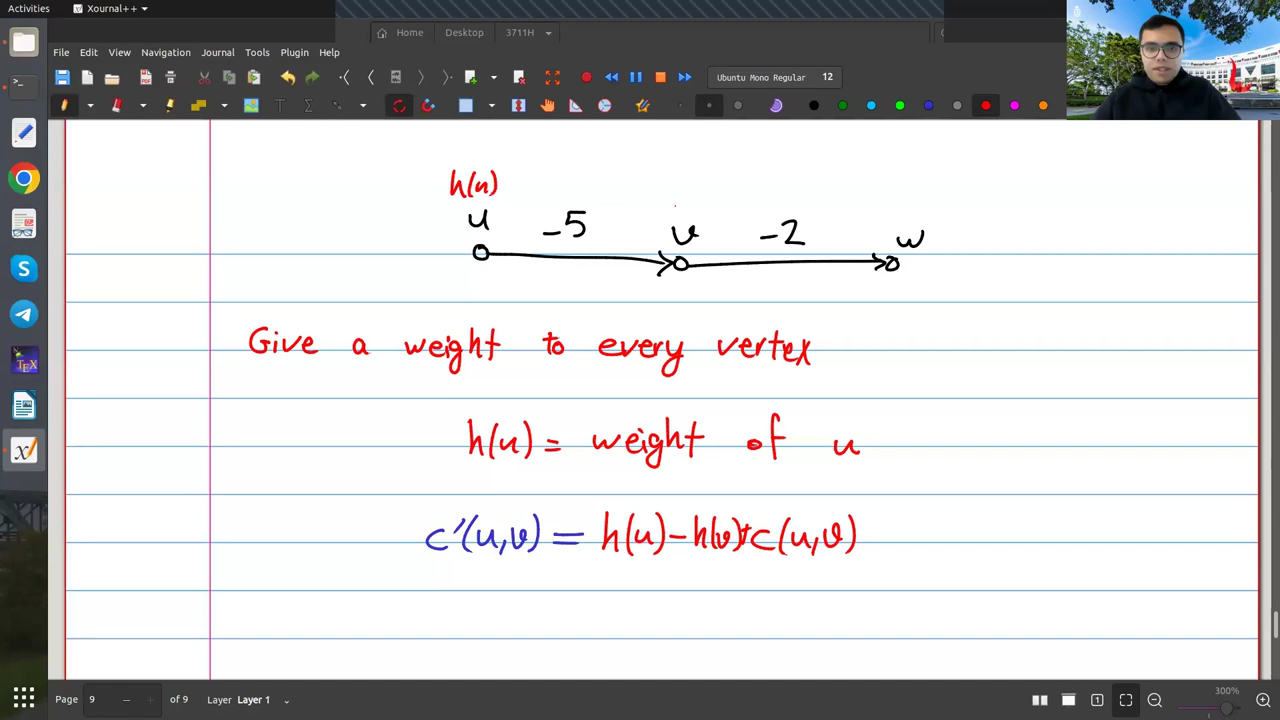 Activities
Xournal++
Home
Desktop
3711H
File Edit View Navigation Journal Tools Plugin Help
Ubuntu Mono Regular 12
h(u)
u -5 v -2 w
Give a weight to every vertex
h(u) = weight of u
c'(u,v) = h(u) - h(v) + c(u,v)
Page 9 of 9 Layer Layer 1
300%